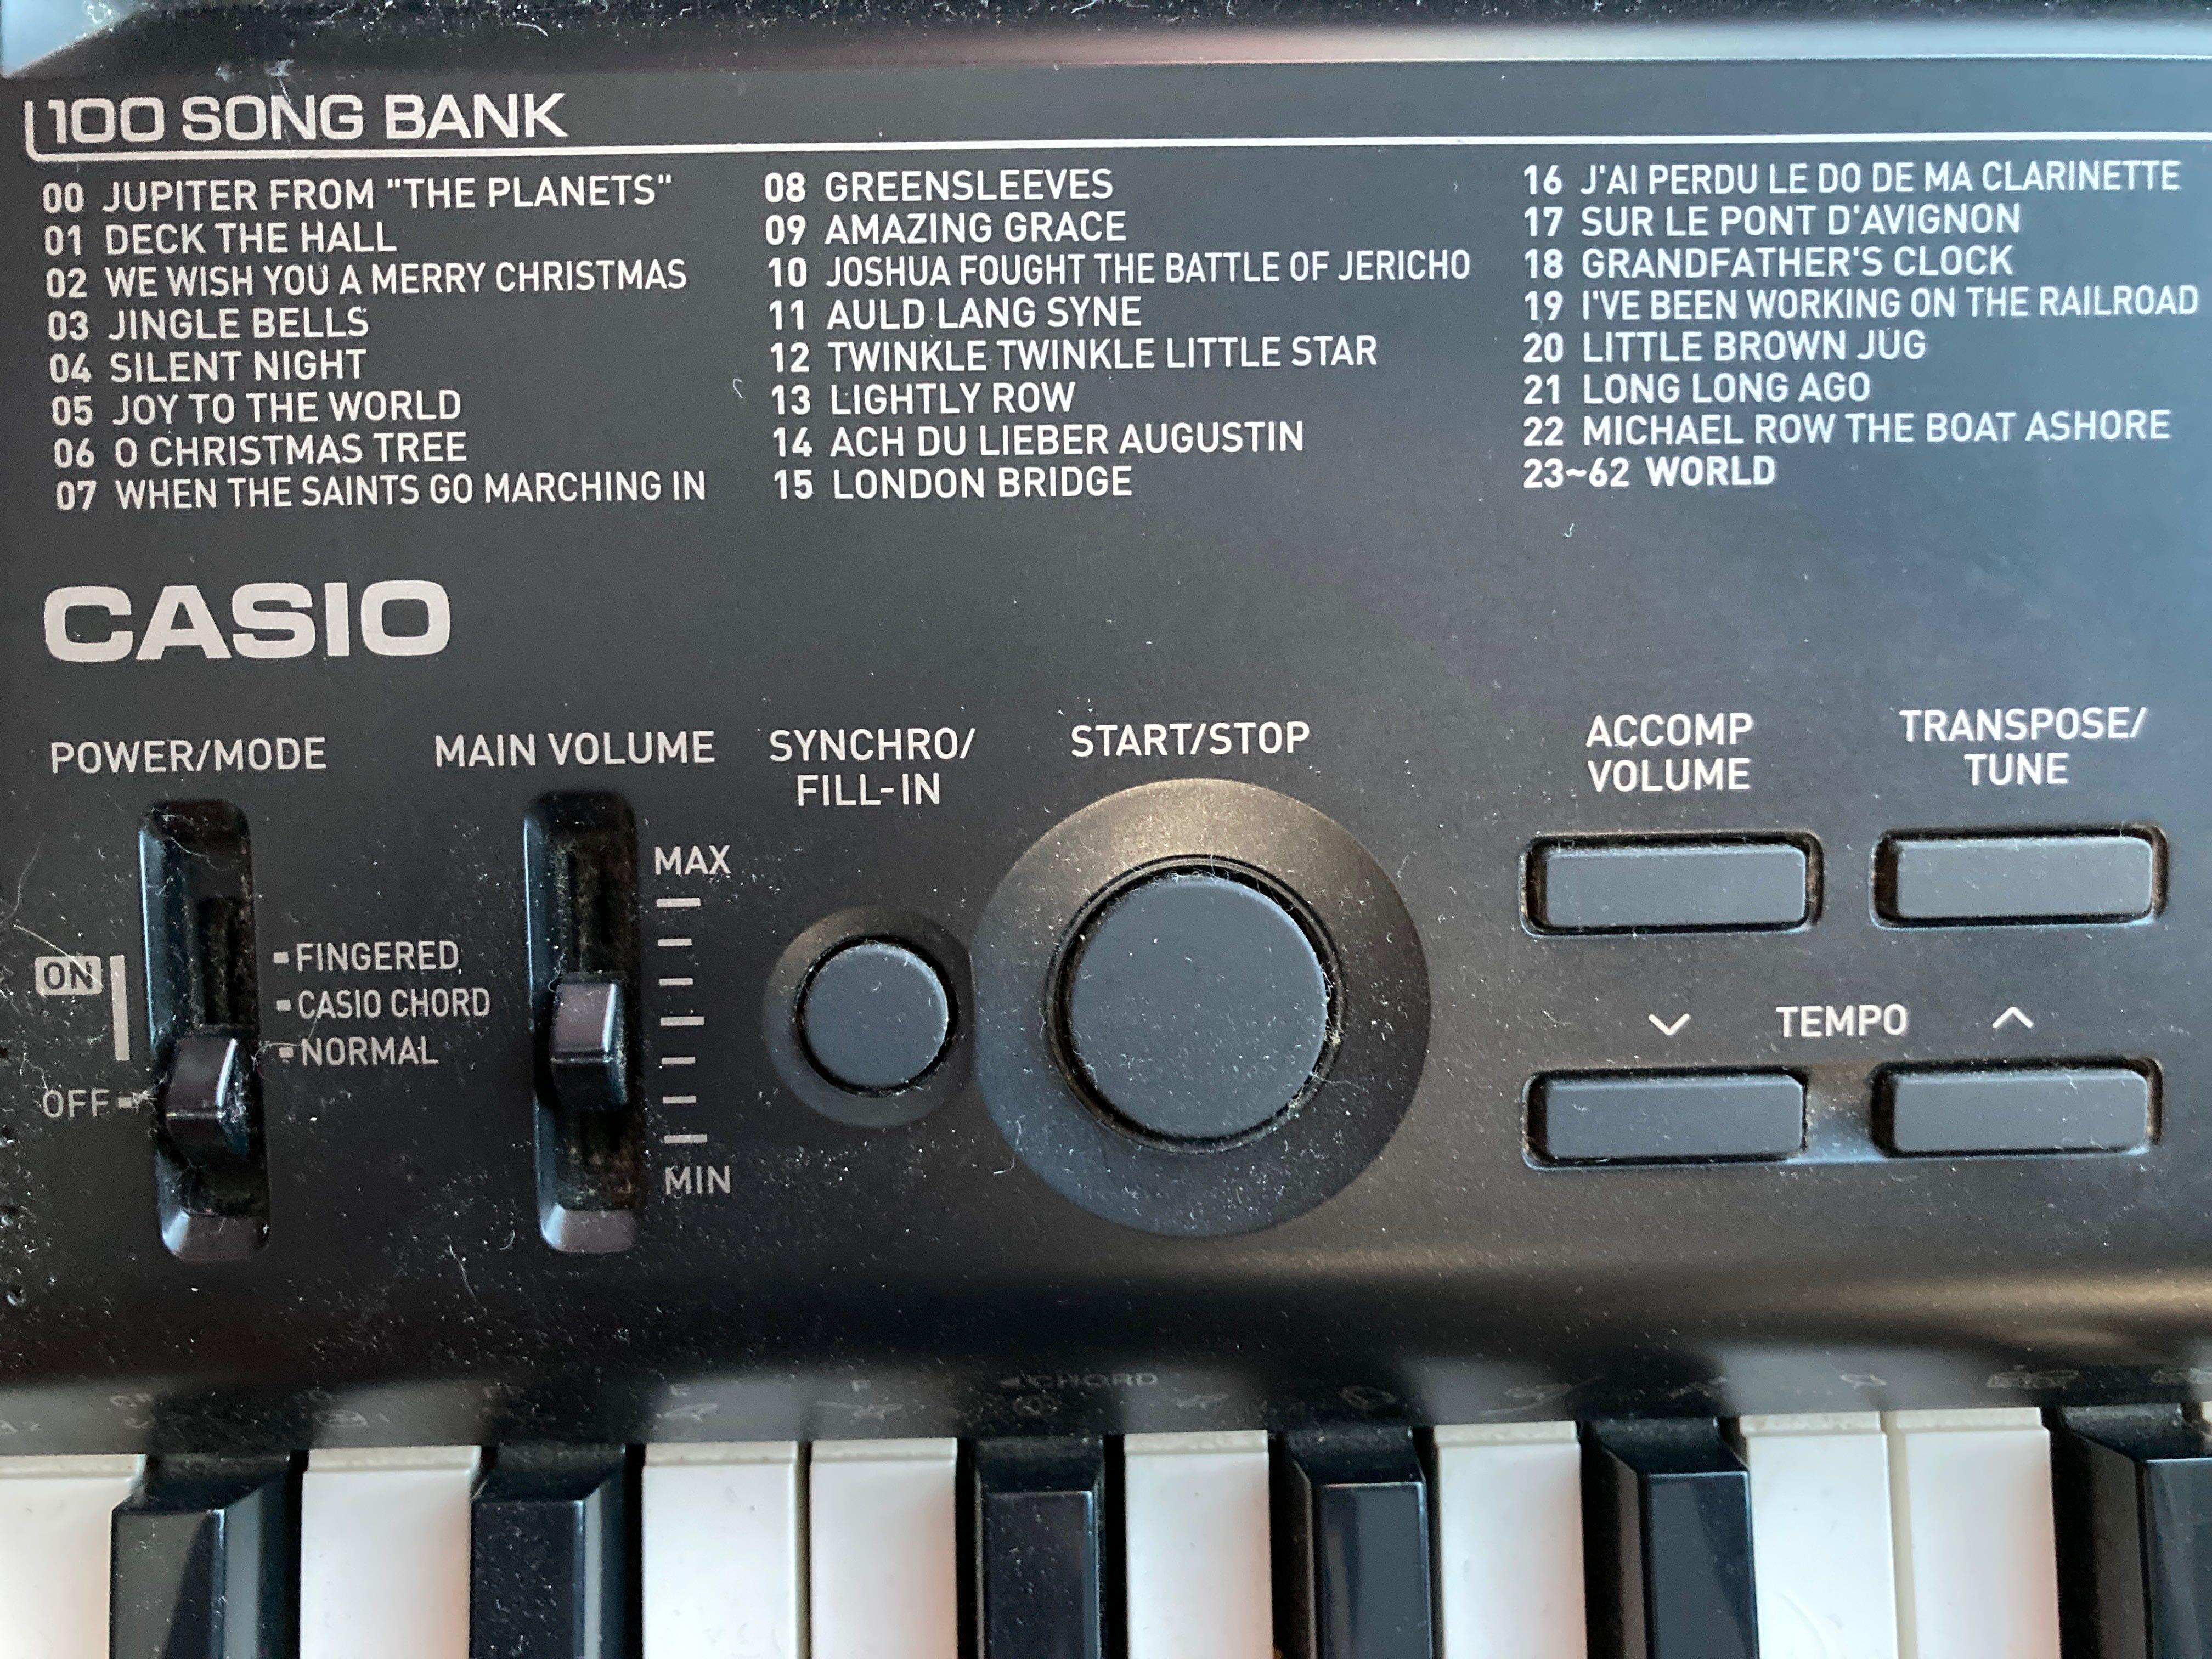 100 SONG BANK
00 JUPITER FROM "THE PLANETS"
01 DECK THE HALL
02 WE WISH YOU A MERRY CHRISTMAS
03 JINGLE BELLS
04 SILENT NIGHT
05 JOY TO THE WORLD
06 O CHRISTMAS TREE
07 WHEN THE SAINTS GO MARCHING IN
08 GREENSLEEVES
09 AMAZING GRACE
10 JOSHUA FOUGHT THE BATTLE OF JERICHO
11 AULD LANG SYNE
12 TWINKLE TWINKLE LITTLE STAR
13 LIGHTLY ROW
14 ACH DU LIEBER AUGUSTIN
15 LONDON BRIDGE
16 J'AI PERDU LE DO DE MA CLARINETTE
17 SUR LE PONT D'AVIGNON
18 GRANDFATHER'S CLOCK
19 I'VE BEEN WORKING ON THE RAILROAD
20 LITTLE BROWN JUG
21 LONG LONG AGO
22 MICHAEL ROW THE BOAT ASHORE
23~62 WORLD
CASIO
POWER/MODE
ON
OFF
FINGERED
CASIO CHORD
NORMAL
MAIN VOLUME
MAX
MIN
SYNCHRO/
FILL-IN
START/STOP
ACCOMP
VOLUME
TRANSPOSE/
TUNE
TEMPO
E
F
CHORD